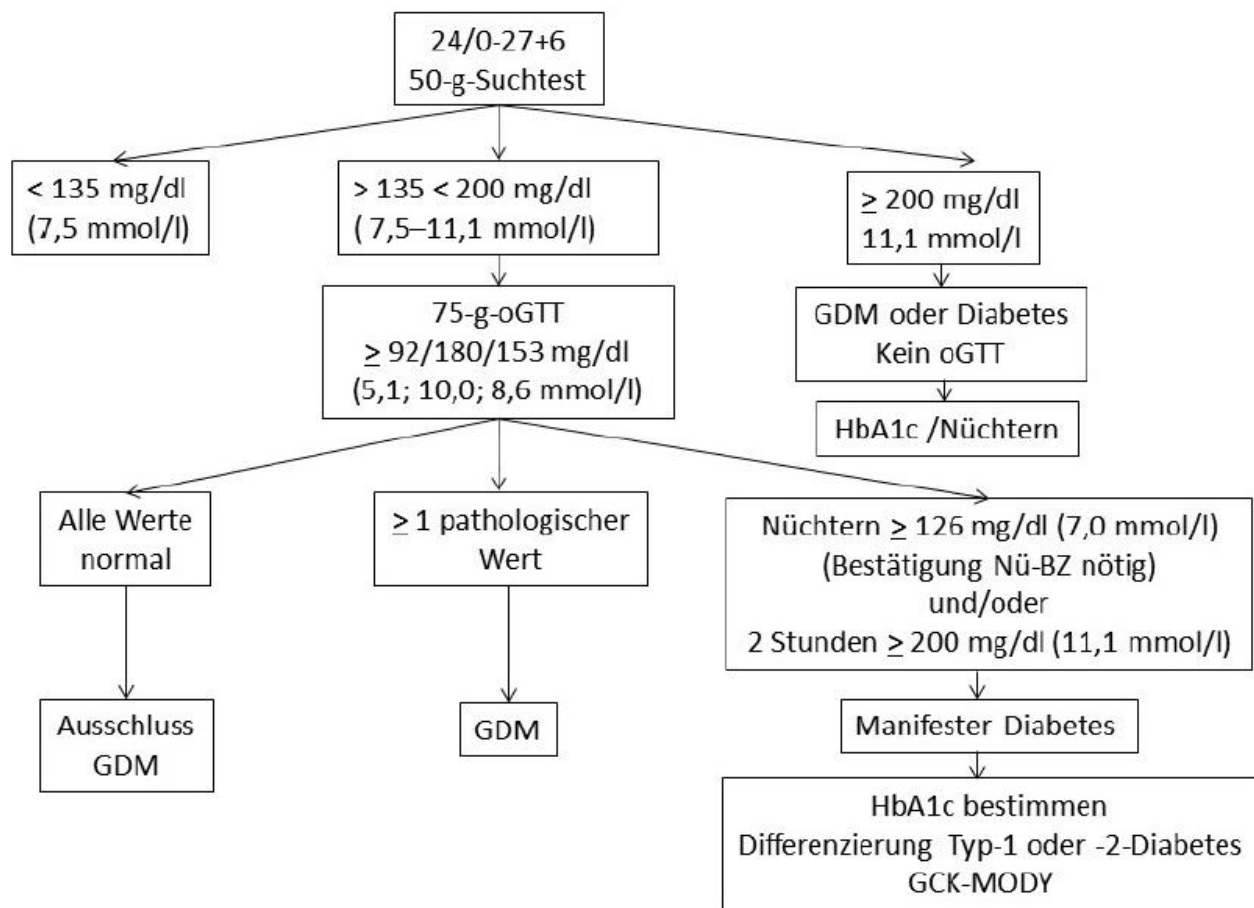 24/0-27+6
50-g-Suchtest
< 135 mg/dl
(7,5 mmol/l)
> 135 < 200 mg/dl
( 7,5–11,1 mmol/l)
≥ 200 mg/dl
11,1 mmol/l
75-g-oGTT
≥ 92/180/153 mg/dl
(5,1; 10,0; 8,6 mmol/l)
GDM oder Diabetes
Kein oGTT
HbA1c /Nüchtern
Alle Werte
normal
≥ 1 pathologischer
Wert
Nüchtern ≥ 126 mg/dl (7,0 mmol/l)
(Bestätigung Nü-BZ nötig)
und/oder
2 Stunden ≥ 200 mg/dl (11,1 mmol/l)
Ausschluss
GDM
GDM
Manifester Diabetes
HbA1c bestimmen
Differenzierung Typ-1 oder -2-Diabetes
GCK-MODY